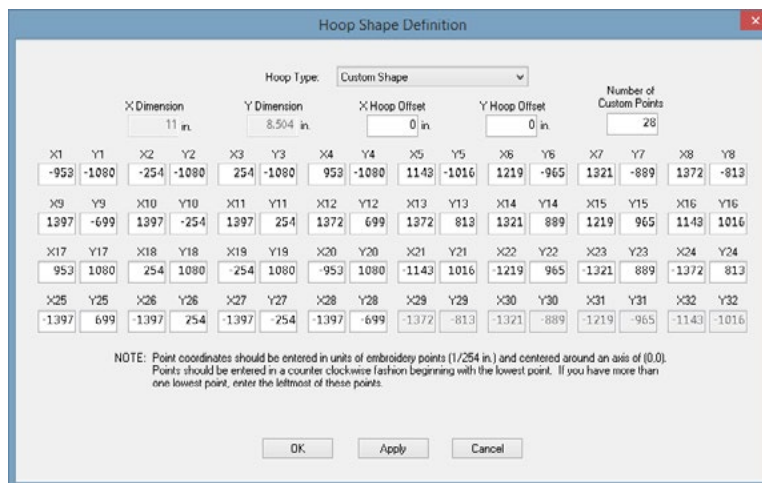 Hoop Shape Definition
x
Hoop Type: Custom Shape
X Dimension Y Dimension X Hoop Offset Y Hoop Offset Number of Custom Points
11 in. 8.504 in. 0 in. 0 in. 28
X1 Y1 X2 Y2 X3 Y3 X4 Y4 X5 Y5 X6 Y6 X7 Y7 X8 Y8
-953 -1080 -254 -1080 254 -1080 953 -1080 1143 -1016 1219 -965 1321 -889 1372 -813
X9 Y9 X10 Y10 X11 Y11 X12 Y12 X13 Y13 X14 Y14 X15 Y15 X16 Y16
1397 -699 1397 -254 1397 254 1372 699 1372 813 1321 889 1219 965 1143 1016
X17 Y17 X18 Y18 X19 Y19 X20 Y20 X21 Y21 X22 Y22 X23 Y23 X24 Y24
953 1080 254 1080 -254 1080 -953 1080 -1143 1016 -1219 965 -1321 889 -1372 813
X25 Y25 X26 Y26 X27 Y27 X28 Y28 X29 Y29 X30 Y30 X31 Y31 X32 Y32
-1397 699 -1397 254 -1397 -254 -1397 -699 -1372 -813 -1321 -889 -1219 -965 -1143 -1016
NOTE: Point coordinates should be entered in units of embroidery points (1/254 in.) and centered around an axis of (0.0).
Points should be entered in a counter clockwise fashion beginning with the lowest point. If you have more than
one lowest point, enter the leftmost of these points.
OK Apply Cancel